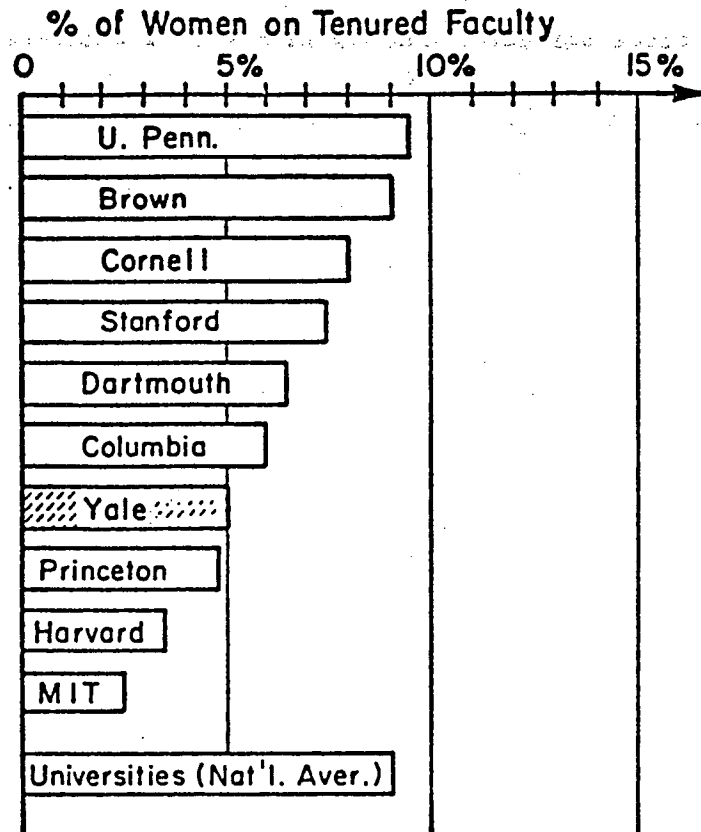 % of Women on Tenured Faculty
0 5% 10% 15%
U. Penn.
Brown
Cornell
Stanford
Dartmouth
Columbia
Yale
Princeton
Harvard
MIT
Universities (Nat'l. Aver.)